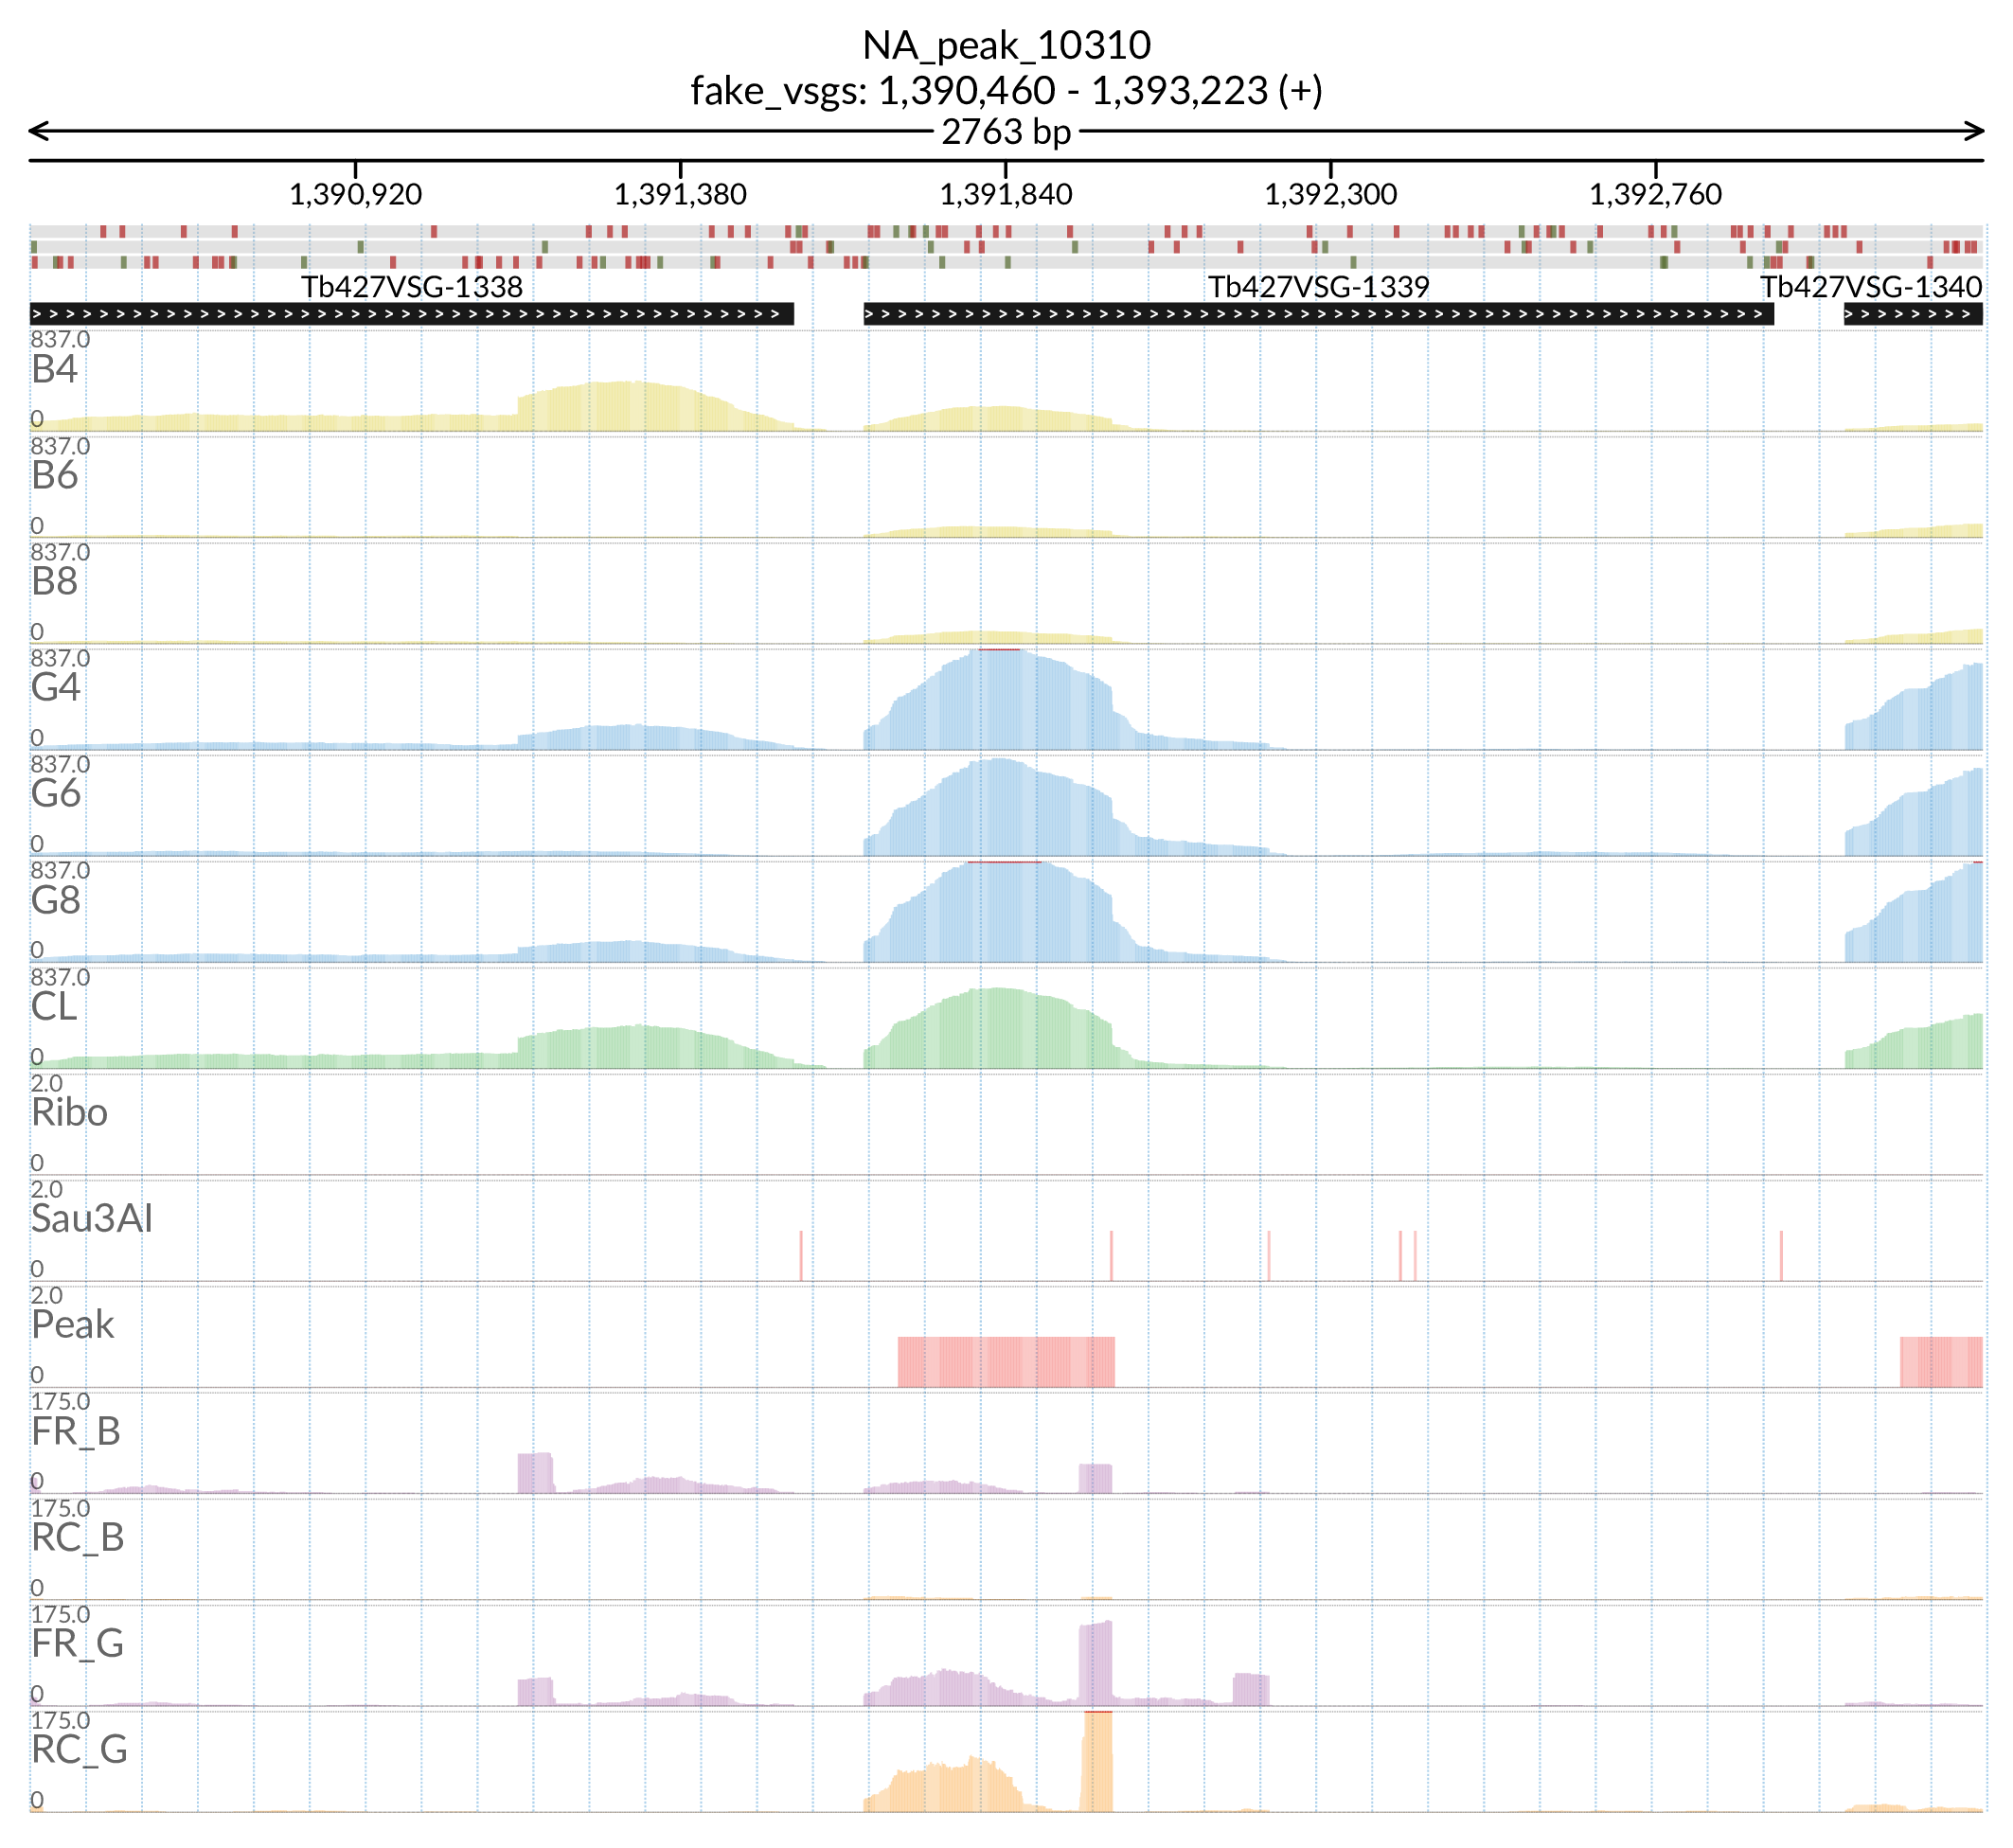 NA_peak_10310
fake_vsgs: 1,390,460 - 1,393,223 (+)
2763 bp
1,390,920 1,391,380 1,391,840 1,392,300 1,392,760
Tb427VSG-1338 Tb427VSG-1339 Tb427VSG-1340
837.0
B4
0
837.0
B6
0
837.0
B8
0
837.0
G4
0
837.0
G6
0
837.0
G8
0
837.0
CL
0
2.0
Ribo
0
2.0
Sau3AI
0
2.0
Peak
0
175.0
FR_B
0
175.0
RC_B
0
175.0
FR_G
0
175.0
RC_G
0